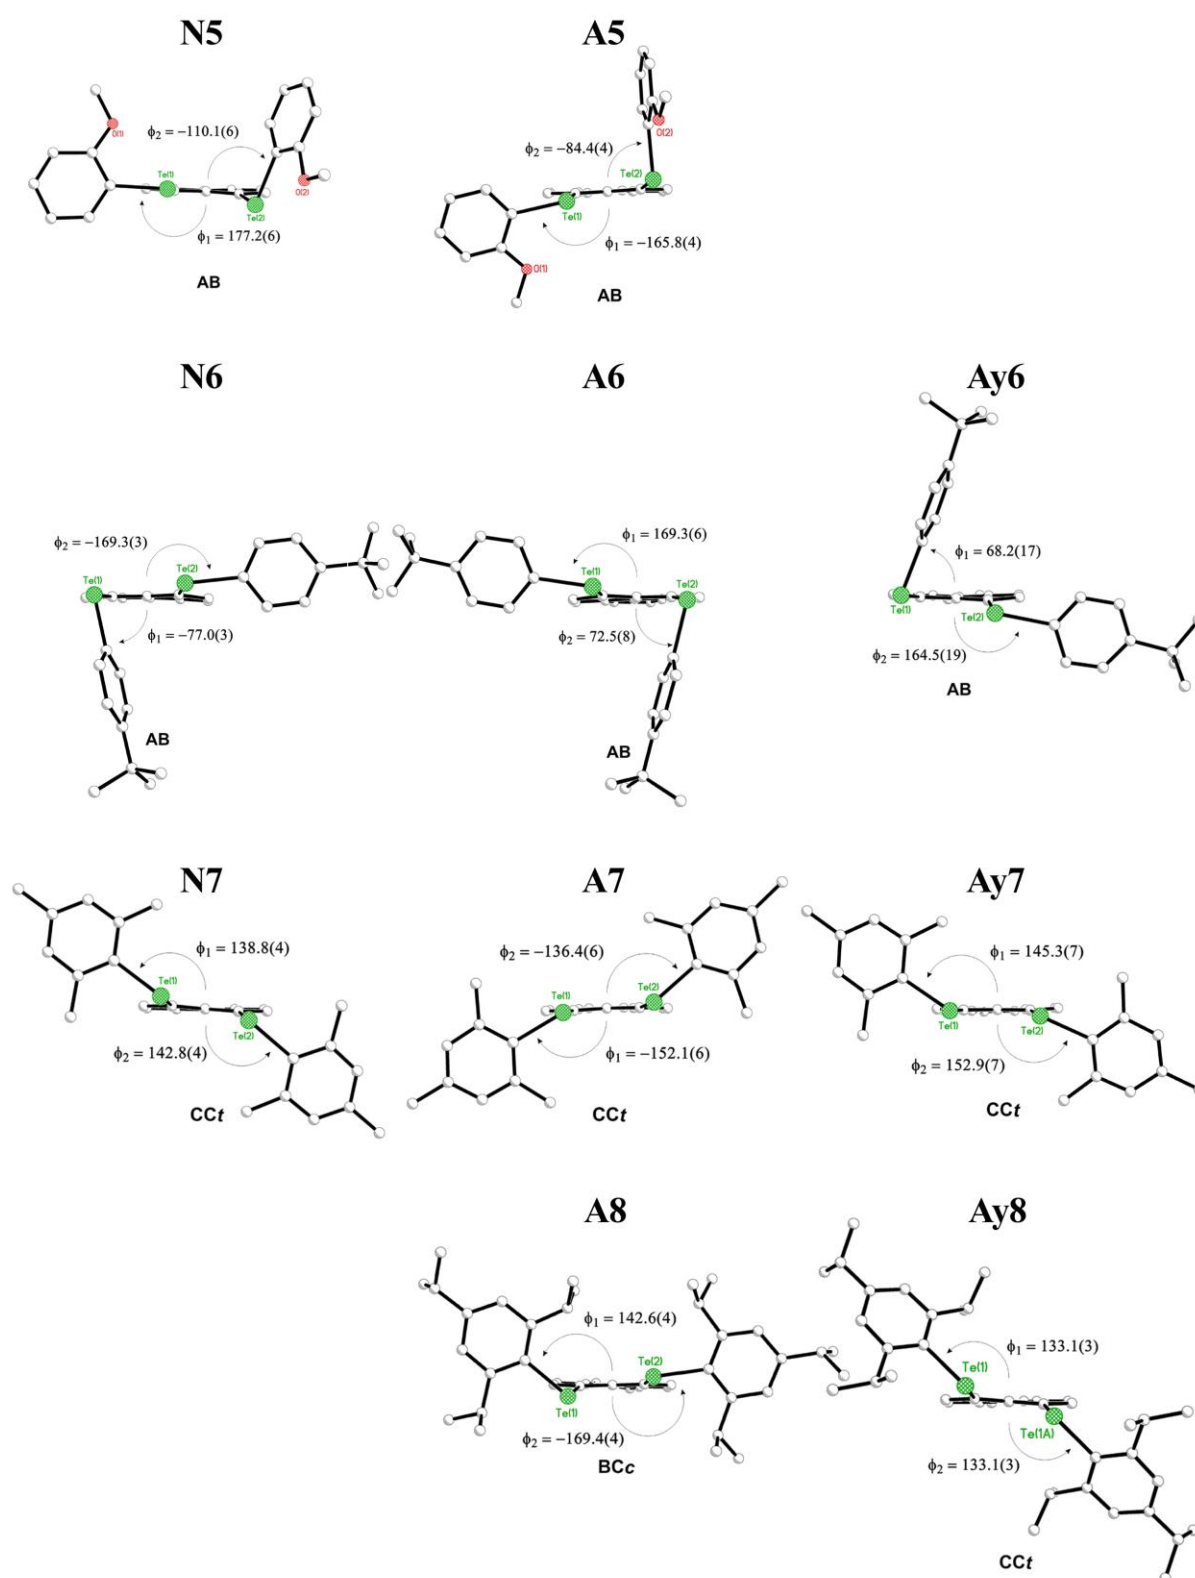 N5
A5
O(1)
ϕ₂ = −110.1(6)
O(2)
Te(1)
Te(2)
ϕ₁ = 177.2(6)
AB
O(2)
ϕ₂ = −84.4(4)
Te(2)
Te(1)
ϕ₁ = −165.8(4)
O(1)
AB
N6
A6
Ay6
ϕ₂ = −169.3(3)
Te(2)
Te(1)
ϕ₁ = −77.0(3)
AB
ϕ₁ = 169.3(6)
Te(1)
Te(2)
ϕ₂ = 72.5(8)
AB
ϕ₁ = 68.2(17)
Te(1)
Te(2)
ϕ₂ = 164.5(19)
AB
N7
A7
Ay7
ϕ₁ = 138.8(4)
Te(1)
Te(2)
ϕ₂ = 142.8(4)
CCt
ϕ₂ = −136.4(6)
Te(2)
Te(1)
ϕ₁ = −152.1(6)
CCt
ϕ₁ = 145.3(7)
Te(1)
Te(2)
ϕ₂ = 152.9(7)
CCt
A8
Ay8
ϕ₁ = 142.6(4)
Te(2)
Te(1)
ϕ₂ = −169.4(4)
BCc
ϕ₁ = 133.1(3)
Te(1)
Te(1A)
ϕ₂ = 133.1(3)
CCt